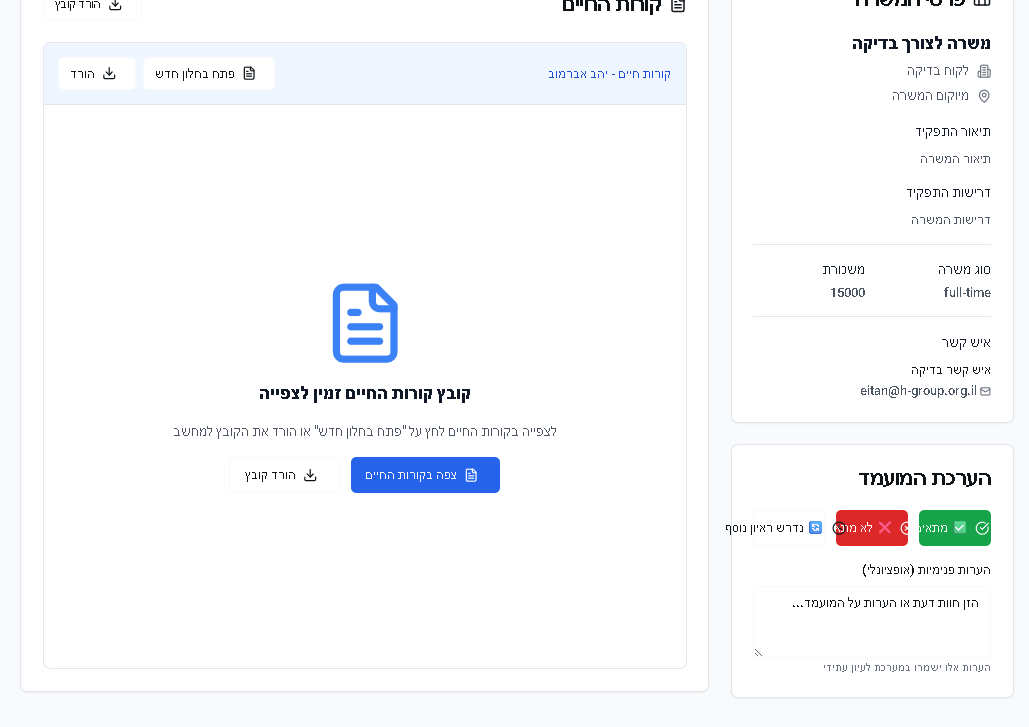 פרטי המשרה
משרה לצורך בדיקה
לקוח בדיקה
מיוקום המשרה
תיאור התפקיד
תיאור המשרה
דרישות התפקיד
דרישות המשרה
סוג משרה
משכורת
full-time
15000
איש קשר
איש קשר בדיקה
eitan@h-group.org.il
הערכת המועמד
✅ מתאים
❌ לא מת
🔄 נדרש ראיון נוסף
הערות פנימיות (אופציונלי)
הזן חוות דעת או הערות על המועמד...
הערות אלו ישמרו במערכת לעיון עתידי
קורות החיים
הורד קובץ
קורות חיים - יהב אברמוב
פתח בחלון חדש
הורד
קובץ קורות החיים זמין לצפייה
לצפייה בקורות החיים לחץ על "פתח בחלון חדש" או הורד את הקובץ למחשב
צפה בקורות החיים
הורד קובץ